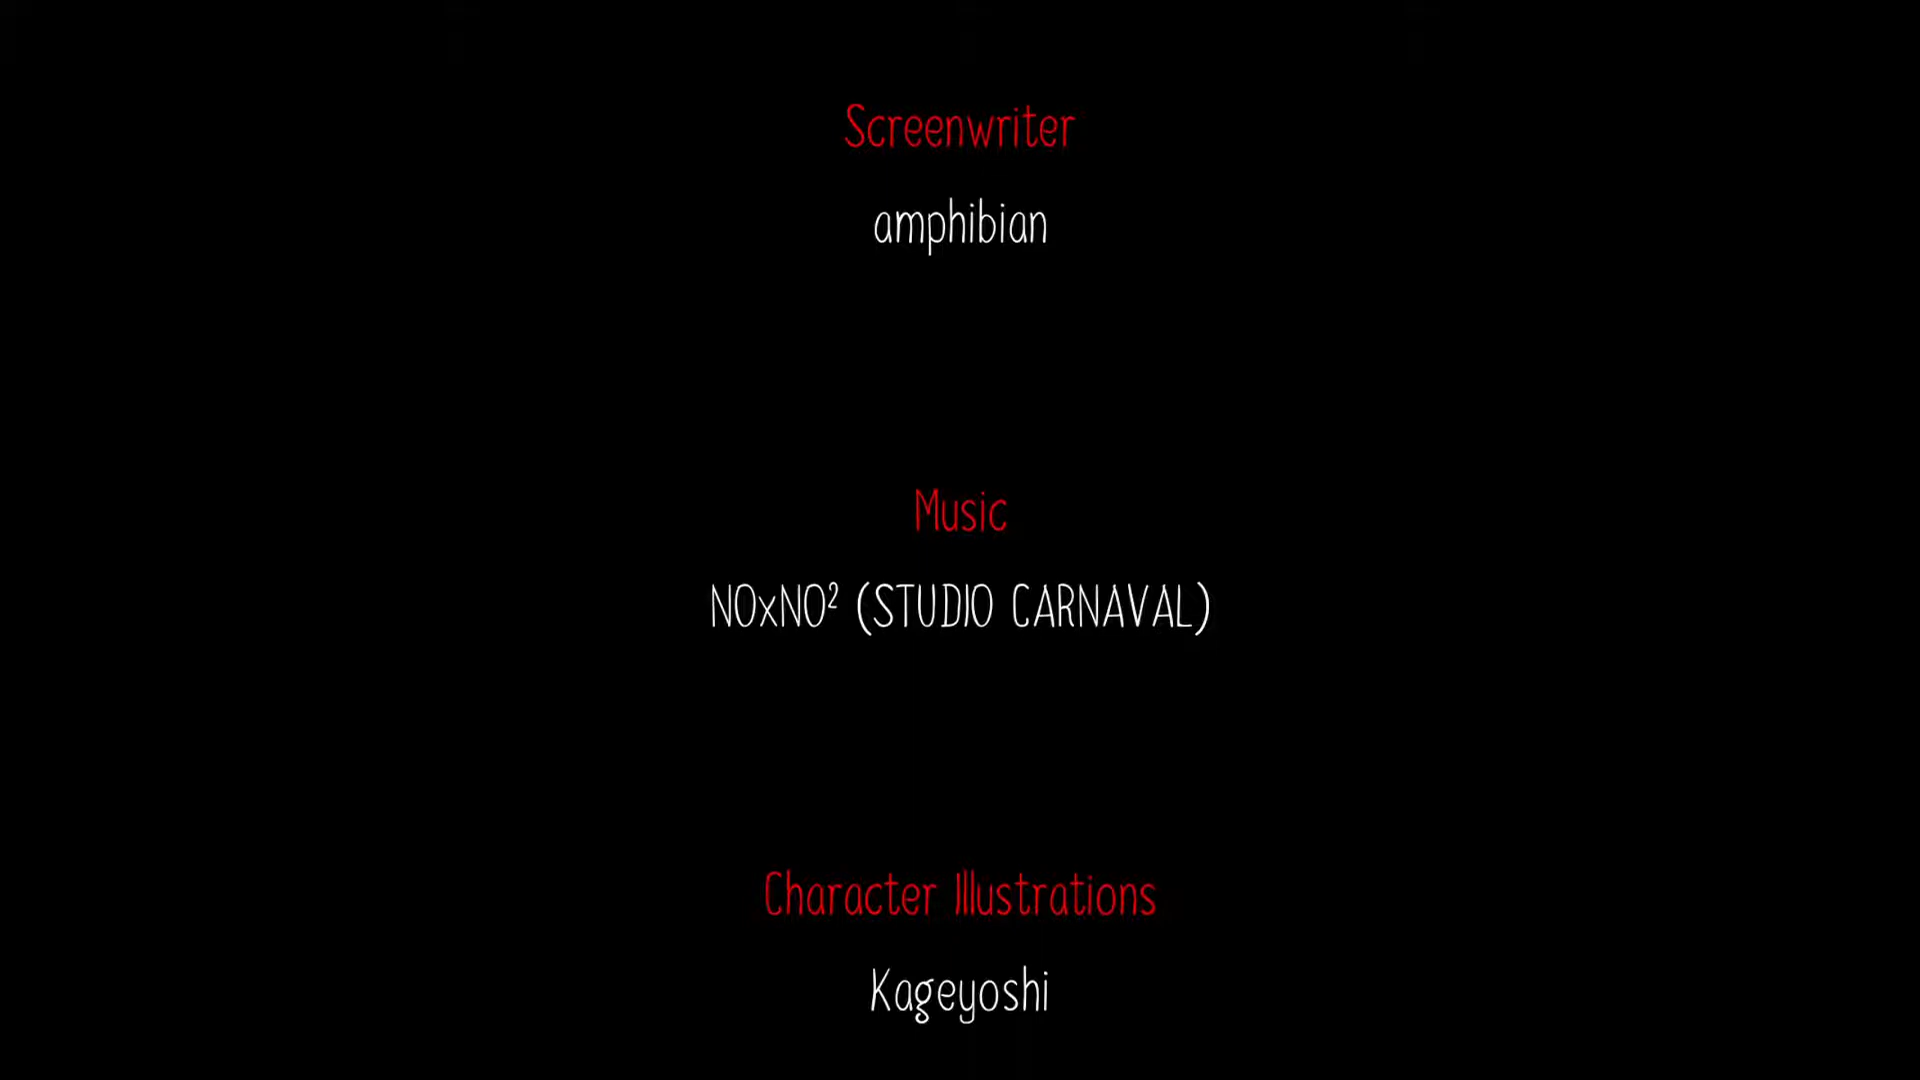 Screenwriter
amphibian
Music
NOxNO² (STUDIO CARNAVAL)
Character Illustrations
Kageyoshi